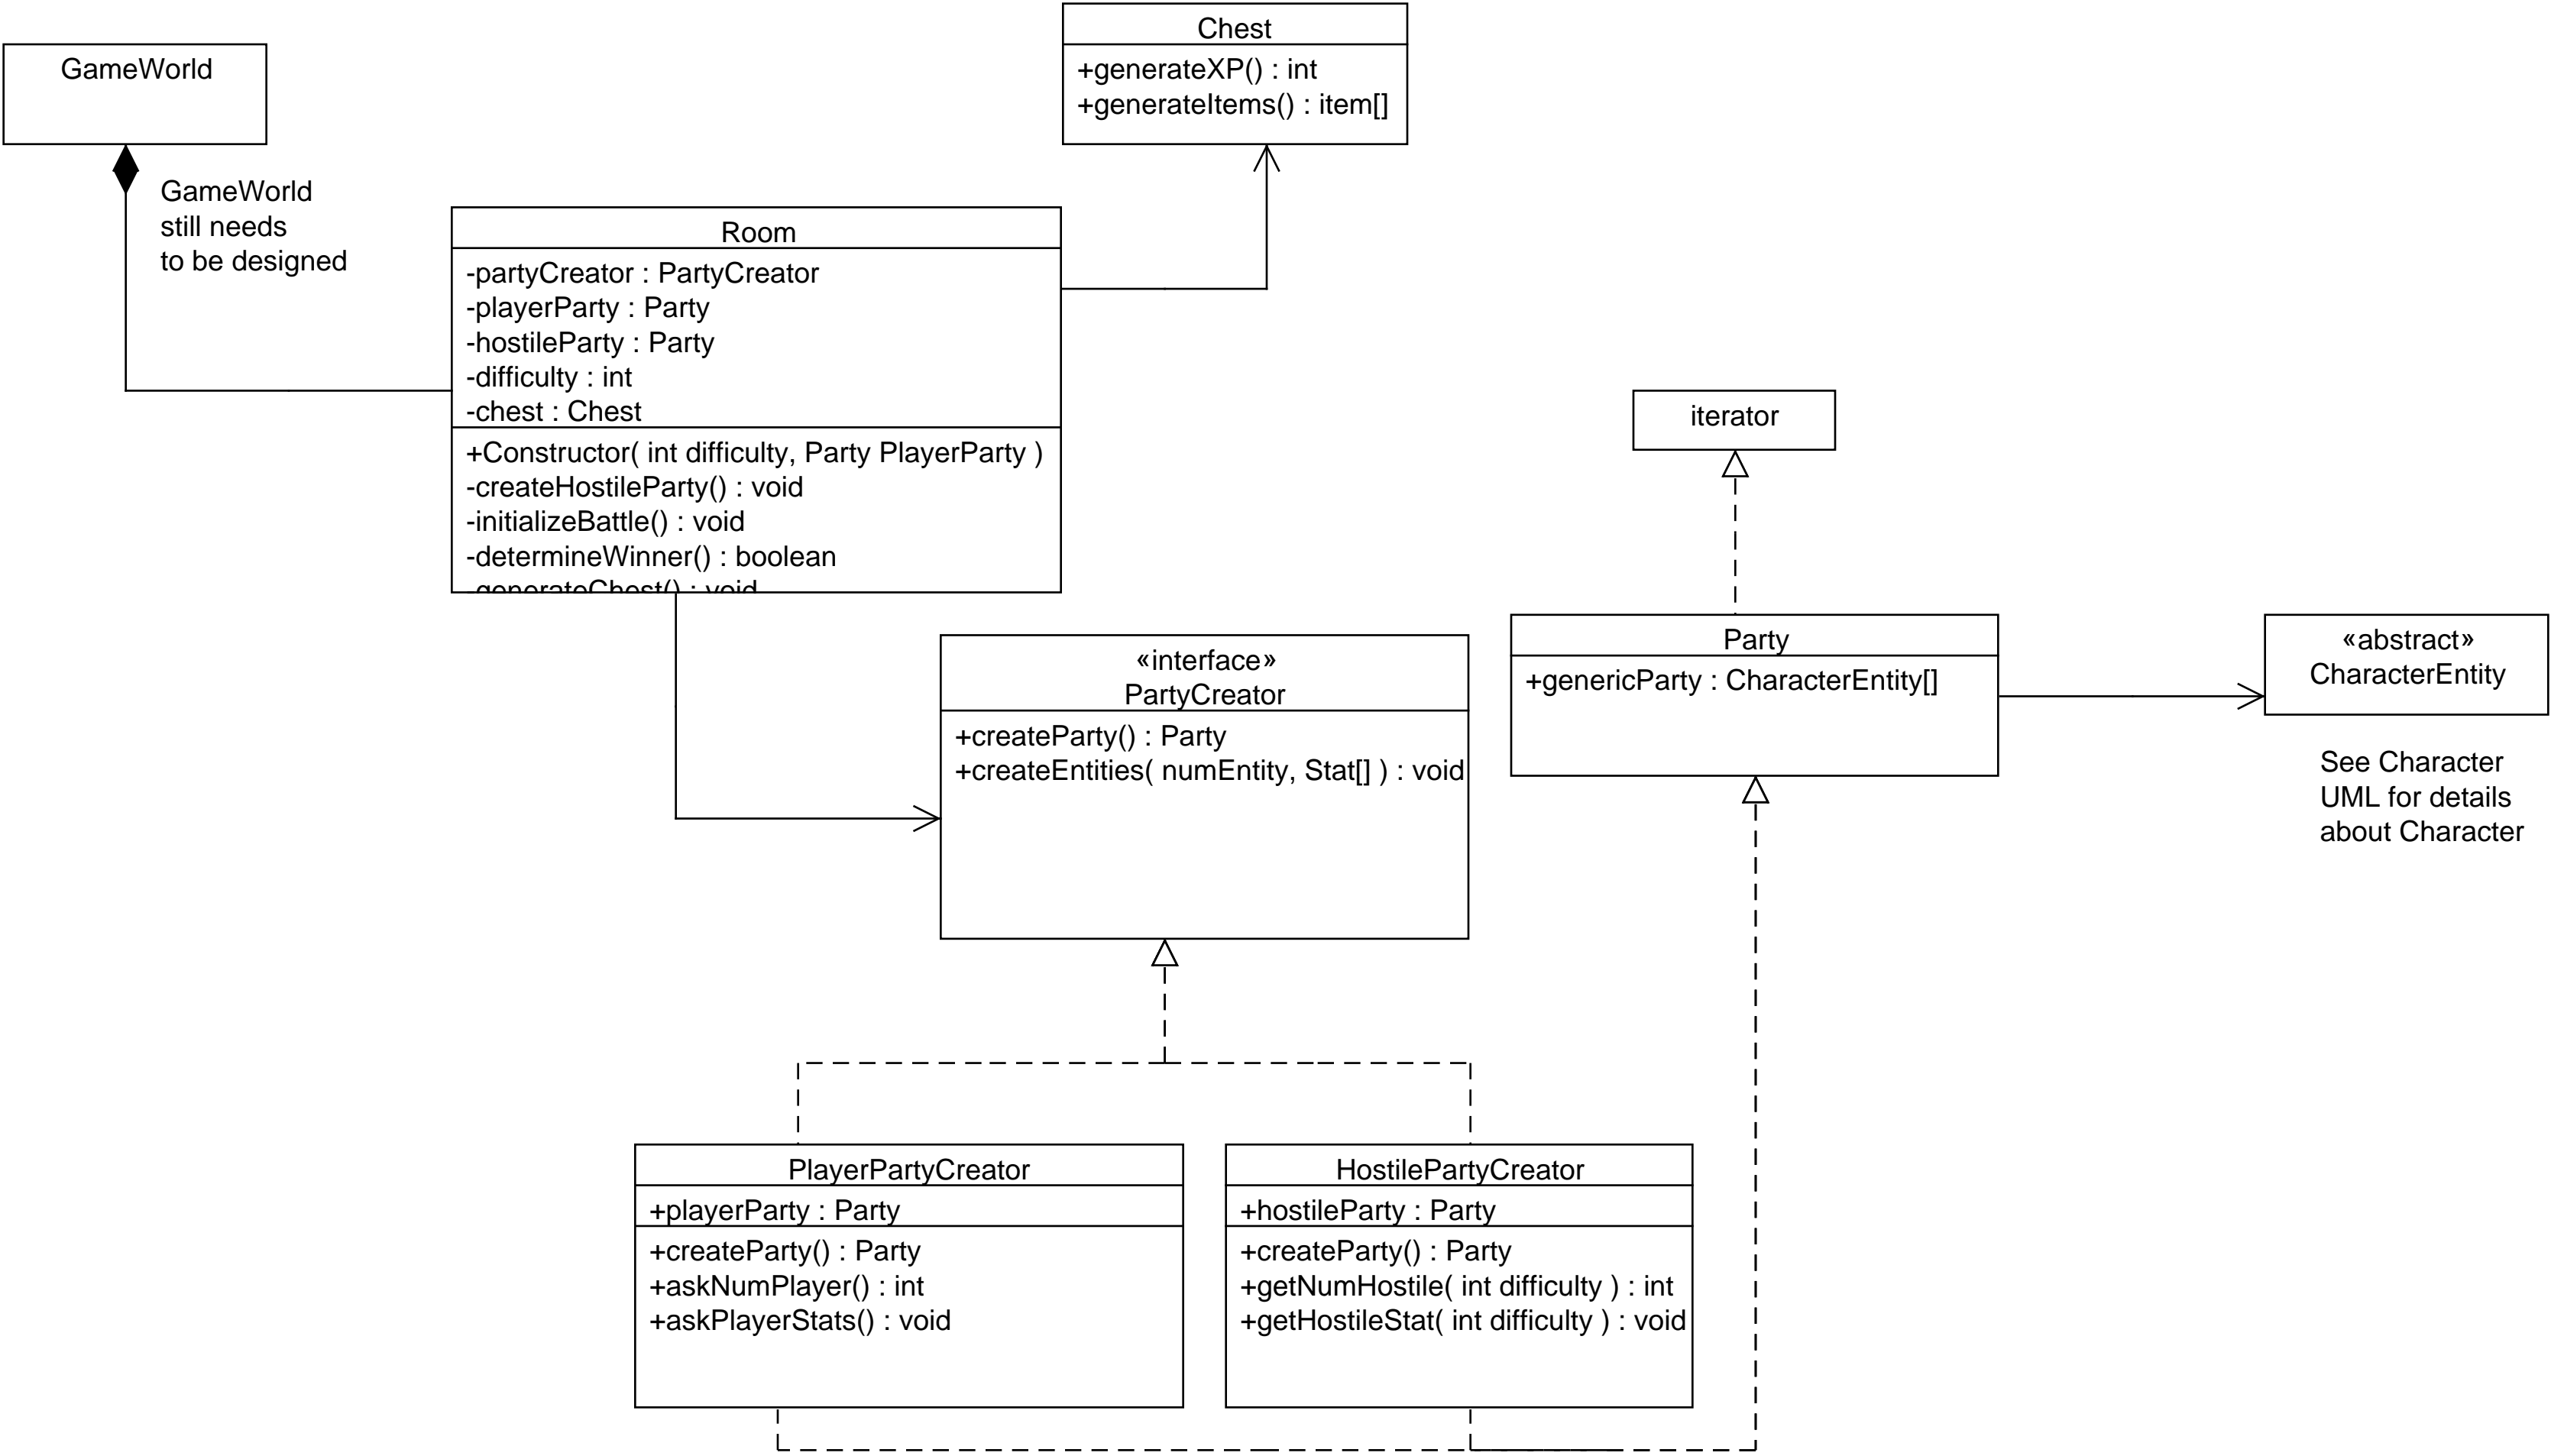 Chest
+generateXP() : int
+generateItems() : item[]
GameWorld
GameWorld
still needs
to be designed
Room
-partyCreator : PartyCreator
-playerParty : Party
-hostileParty : Party
-difficulty : int
-chest : Chest
+Constructor( int difficulty, Party PlayerParty )
-createHostileParty() : void
-initializeBattle() : void
-determineWinner() : boolean
-generateChest() : void
iterator
«interface»
PartyCreator
+createParty() : Party
+createEntities( numEntity, Stat[] ) : void
Party
+genericParty : CharacterEntity[]
«abstract»
CharacterEntity
See Character
UML for details
about Character
PlayerPartyCreator
+playerParty : Party
+createParty() : Party
+askNumPlayer() : int
+askPlayerStats() : void
HostilePartyCreator
+hostileParty : Party
+createParty() : Party
+getNumHostile( int difficulty ) : int
+getHostileStat( int difficulty ) : void